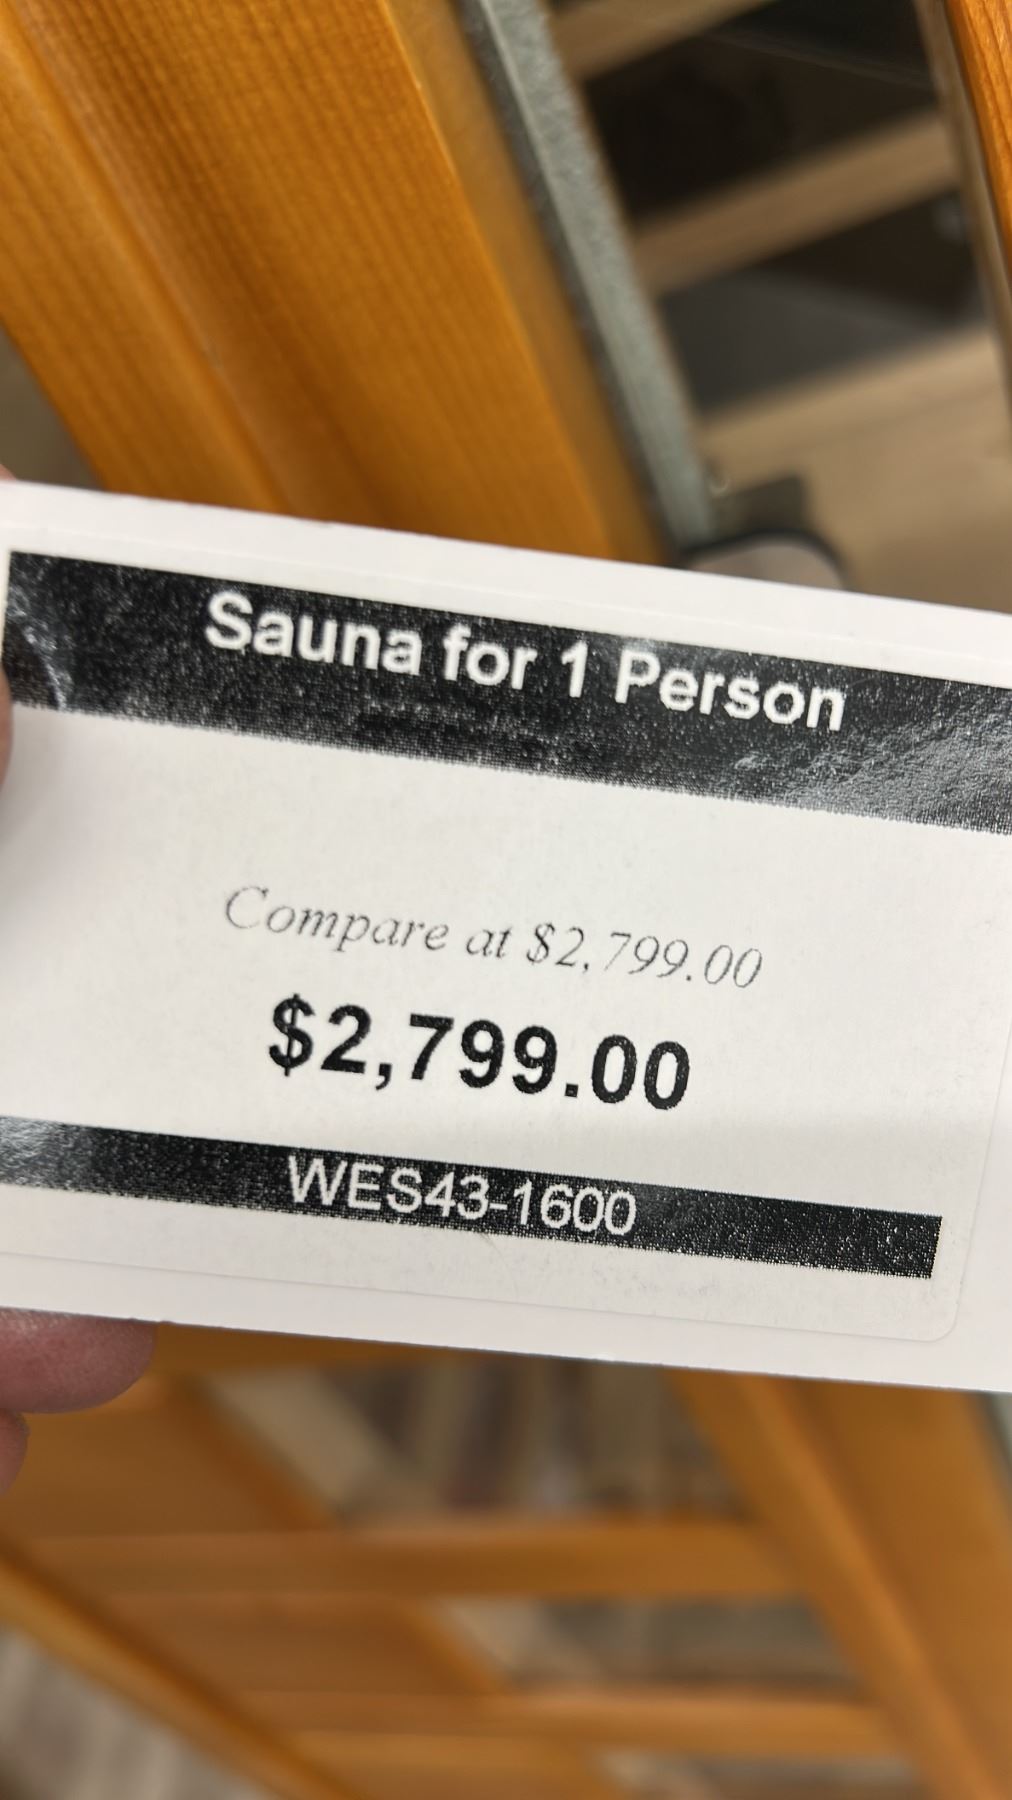 Sauna for 1 Person
Compare at $2,799.00
$2,799.00
WES43-1600